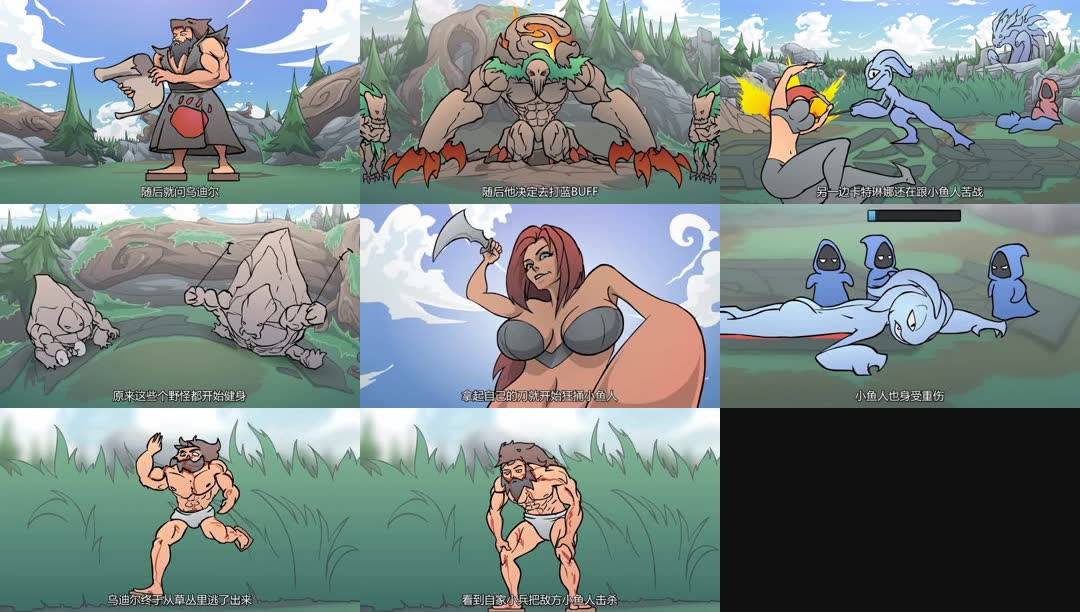 随后就问乌迪尔
随后他决定去打蓝BUFF
另一边卡特琳娜还在跟小鱼人苦战
原来这些个野怪都开始健身
拿起自己的刀就开始狂捅小鱼人
小鱼人也身受重伤
乌迪尔终于从草丛里逃了出来
看到自家小兵把敌方小鱼人击杀